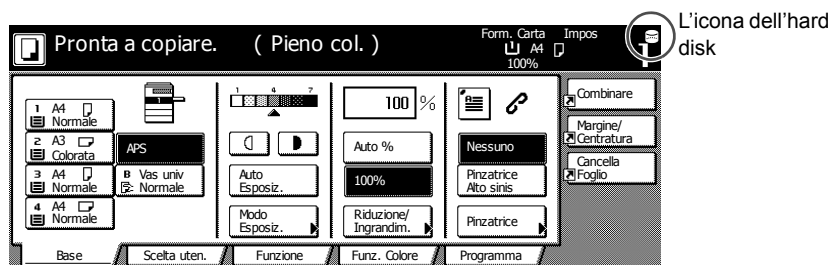 L'icona dell'hard
disk
Pronta a copiare. ( Pieno col. )
Form. Carta Impos
A4
100%
1
1 A4
Normale
2 A3
Colorata
3 A4
Normale
4 A4
Normale
APS
B Vas univ
Normale
1 4 7
Auto
Esposiz.
Modo
Esposiz.
100 %
Auto %
100%
Riduzione/
Ingrandim.
Nessuno
Pinzatrice
Alto sinis
Pinzatrice
Combinare
Margine/
Centratura
Cancella
Foglio
Base Scelta uten. Funzione Funz. Colore Programma